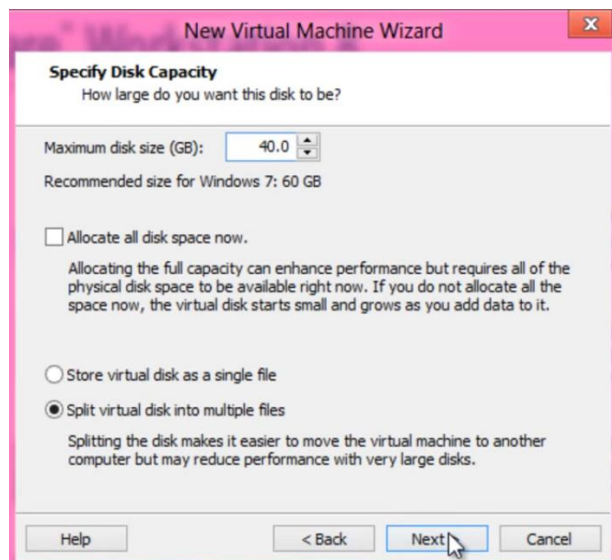 New Virtual Machine Wizard
Specify Disk Capacity
How large do you want this disk to be?
Maximum disk size (GB): 40.0
Recommended size for Windows 7: 60 GB
Allocate all disk space now.
Allocating the full capacity can enhance performance but requires all of the
physical disk space to be available right now. If you do not allocate all the
space now, the virtual disk starts small and grows as you add data to it.
Store virtual disk as a single file
Split virtual disk into multiple files
Splitting the disk makes it easier to move the virtual machine to another
computer but may reduce performance with very large disks.
Help < Back Next > Cancel